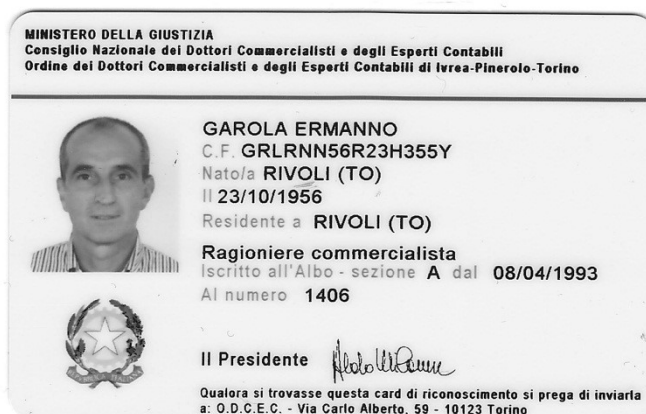 MINISTERO DELLA GIUSTIZIA
Consiglio Nazionale dei Dottori Commercialisti e degli Esperti Contabili
Ordine dei Dottori Commercialisti e degli Esperti Contabili di Ivrea-Pinerolo-Torino
GAROLA ERMANNO
C.F. GRLRNN56R23H355Y
Nato/a RIVOLI (TO)
Il 23/10/1956
Residente a RIVOLI (TO)
Ragioniere commercialista
Iscritto all'Albo - sezione A dal 08/04/1993
Al numero 1406
Il Presidente
Qualora si trovasse questa card di riconoscimento si prega di inviarla
a: O.D.C.E.C. - Via Carlo Alberto, 59 - 10123 Torino